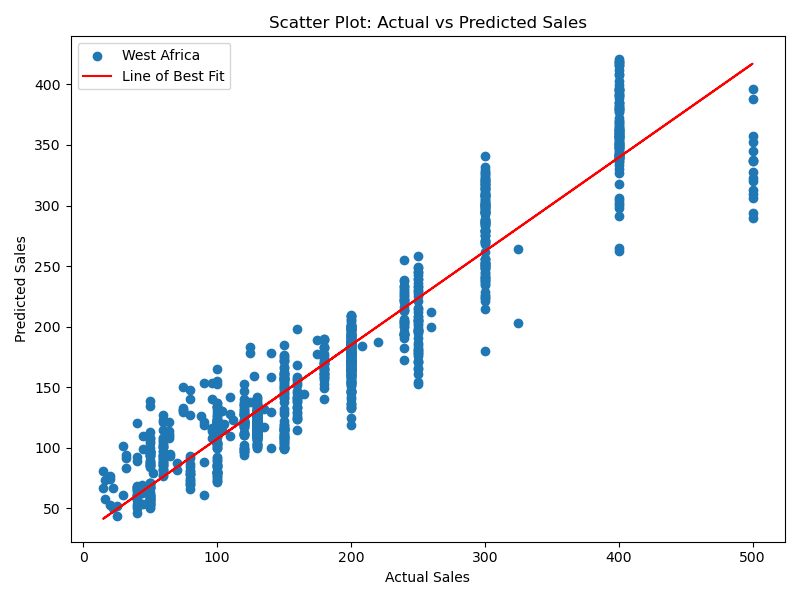 Scatter Plot: Actual vs Predicted Sales
West Africa
Line of Best Fit
Predicted Sales
400
350
300
250
200
150
100
50
0 100 200 300 400 500
Actual Sales